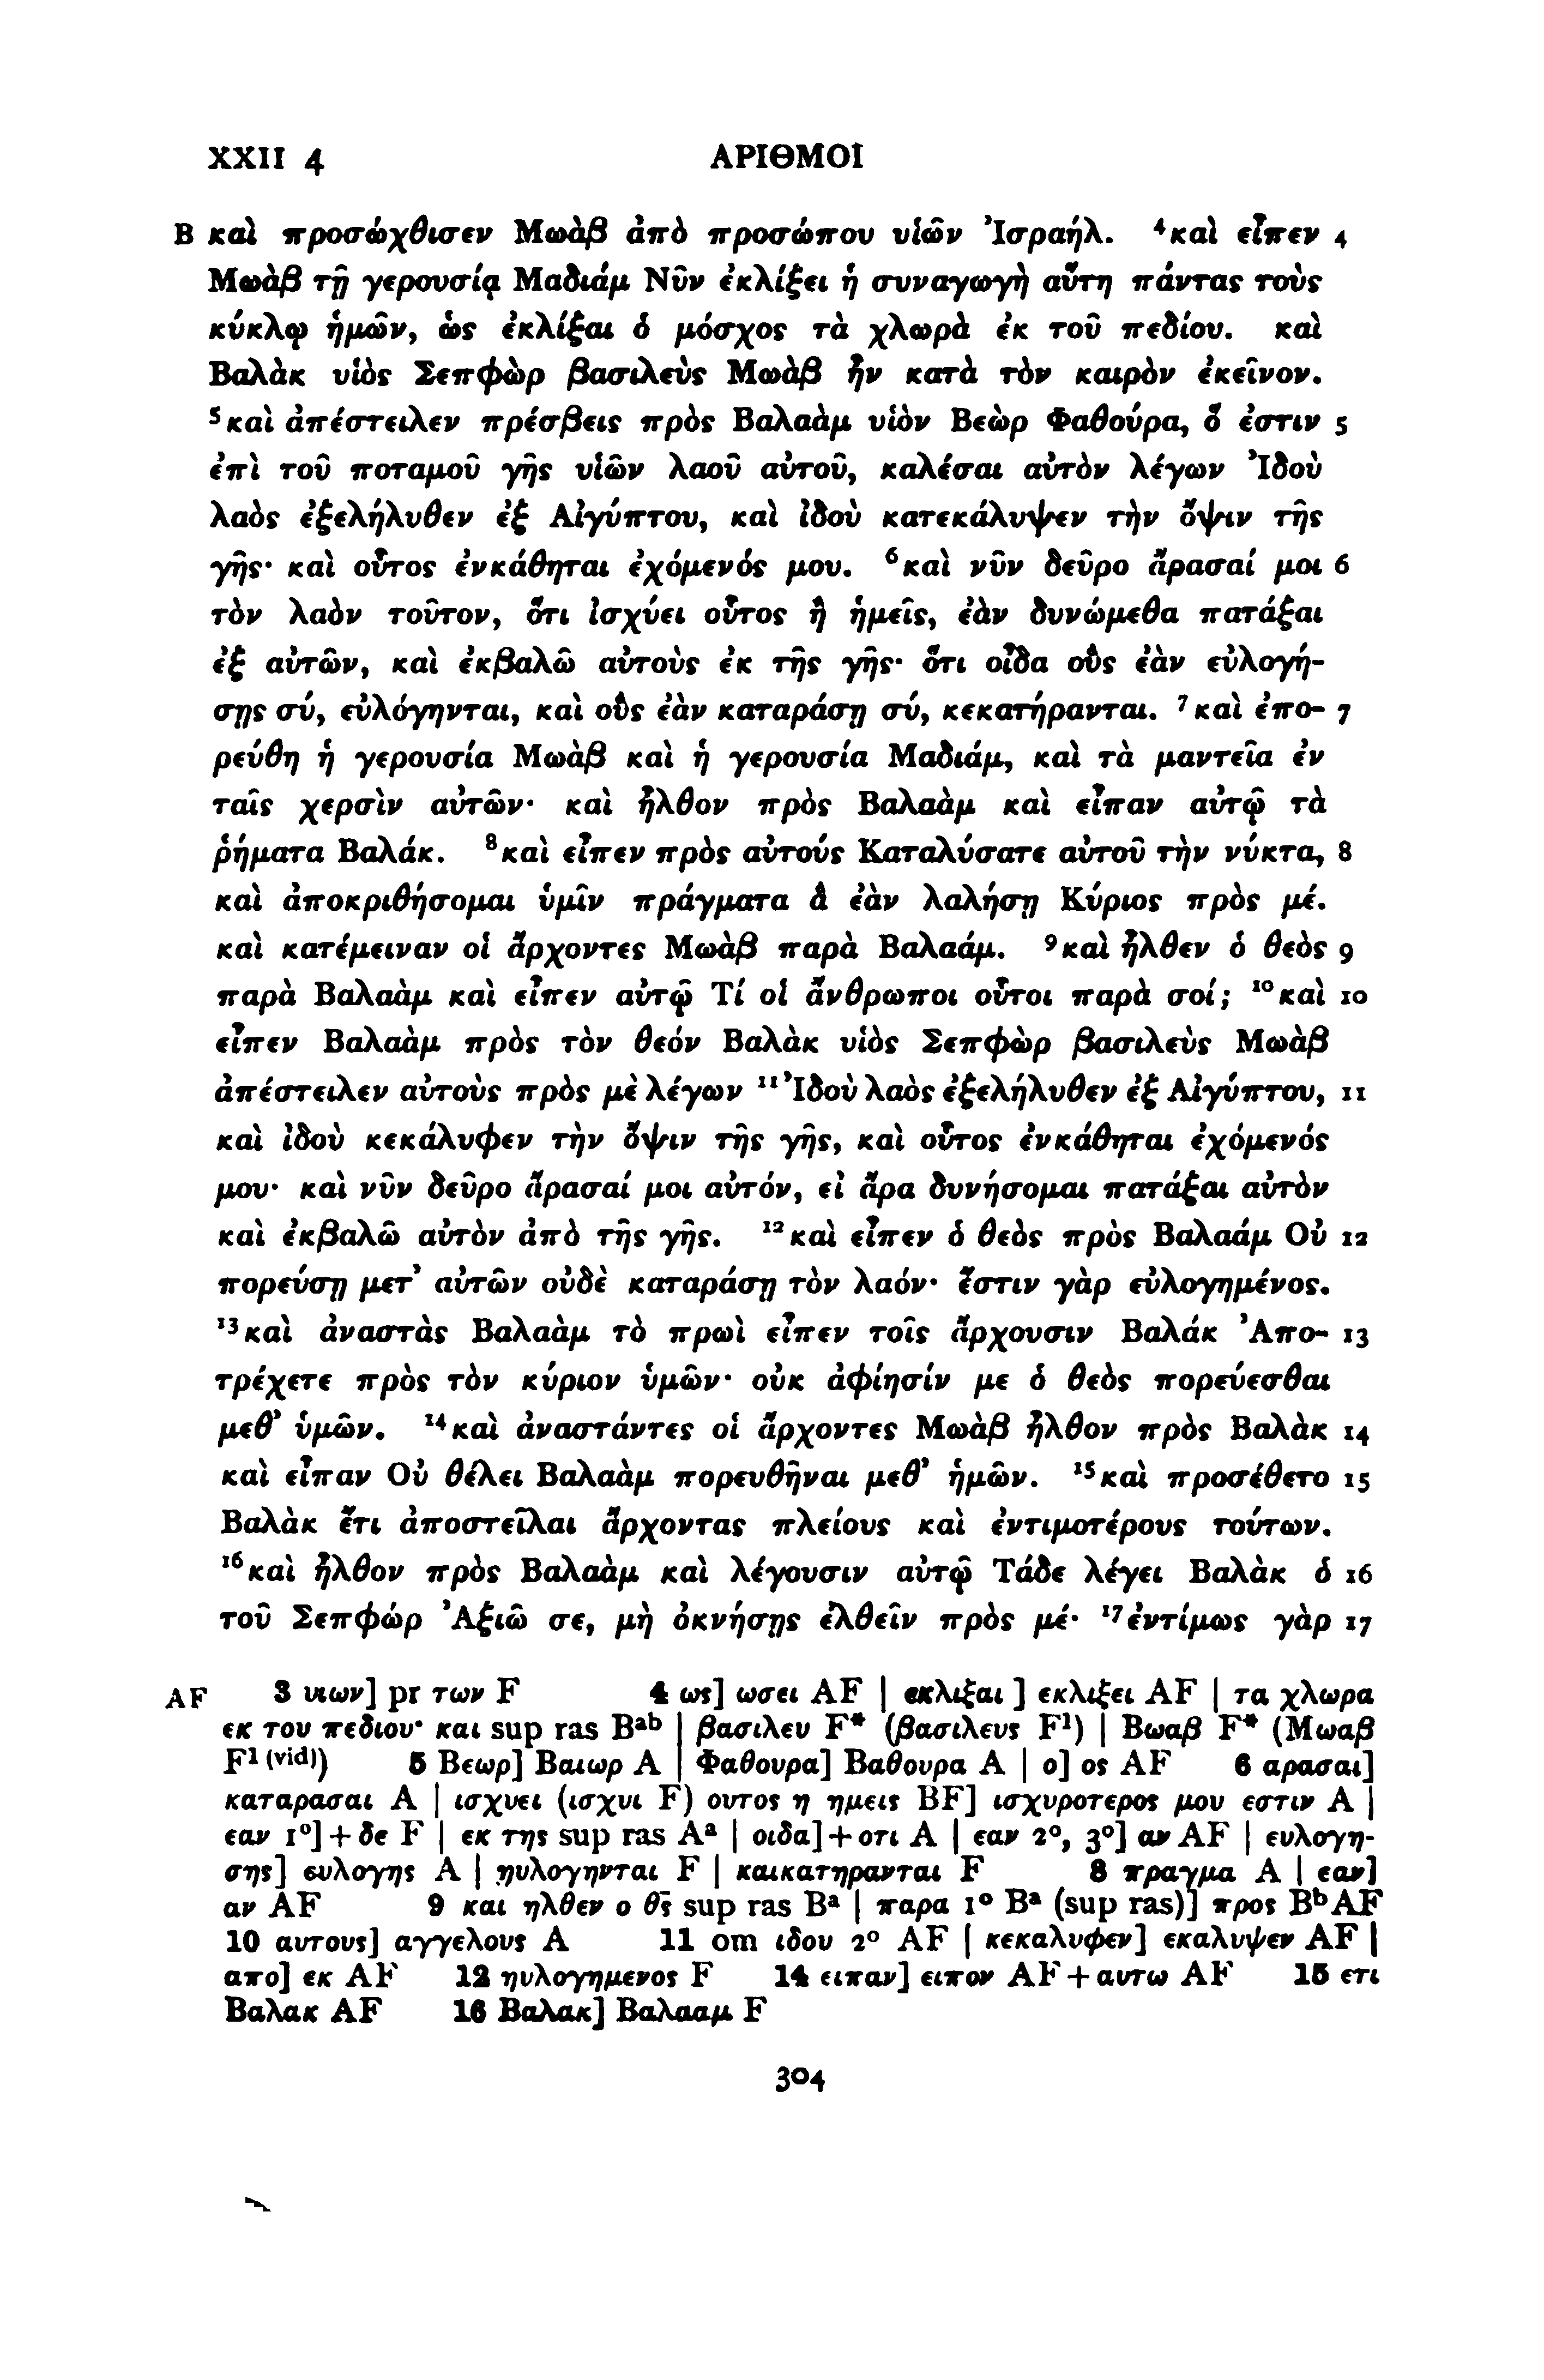 XXII 4 ΑΡΙΘΜΟΙ
B καὶ προσώχθισεν Μωὰβ ἀπὸ προσώπου υἱῶν Ἰσραήλ. ⁴καὶ εἶπεν 4
Μωὰβ τῇ γερουσίᾳ Μαδιάμ Νῦν ἐκλίξει ἡ συναγωγὴ αὕτη πάντας τοὺς
κύκλῳ ἡμῶν, ὡς ἐκλίξαι ὁ μόσχος τὰ χλωρὰ ἐκ τοῦ πεδίου. καὶ
Βαλὰκ υἱὸς Σεπφὼρ βασιλεὺς Μωὰβ ἦν κατὰ τὸν καιρὸν ἐκεῖνον.
⁵καὶ ἀπέστειλεν πρέσβεις πρὸς Βαλαὰμ υἱὸν Βεὼρ Φαθούρα, ὅ ἐστιν 5
ἐπὶ τοῦ ποταμοῦ γῆς υἱῶν λαοῦ αὐτοῦ, καλέσαι αὐτὸν λέγων Ἰδοὺ
λαὸς ἐξελήλυθεν ἐξ Αἰγύπτου, καὶ ἰδοὺ κατεκάλυψεν τὴν ὄψιν τῆς
γῆς· καὶ οὗτος ἐνκάθηται ἐχόμενός μου. ⁶καὶ νῦν δεῦρο ἄρασαί μοι 6
τὸν λαὸν τοῦτον, ὅτι ἰσχύει οὗτος ἢ ἡμεῖς, ἐὰν δυνώμεθα πατάξαι
ἐξ αὐτῶν, καὶ ἐκβαλῶ αὐτοὺς ἐκ τῆς γῆς· ὅτι οἶδα οὓς ἐὰν εὐλογή-
σῃς σύ, εὐλόγηνται, καὶ οὓς ἐὰν καταράσῃ σύ, κεκατήρανται. ⁷καὶ ἐπο- 7
ρεύθη ἡ γερουσία Μωὰβ καὶ ἡ γερουσία Μαδιάμ, καὶ τὰ μαντεῖα ἐν
ταῖς χερσὶν αὐτῶν· καὶ ἦλθον πρὸς Βαλαὰμ καὶ εἶπαν αὐτῷ τὰ
ῥήματα Βαλάκ. ⁸καὶ εἶπεν πρὸς αὐτούς Καταλύσατε αὐτοῦ τὴν νύκτα, 8
καὶ ἀποκριθήσομαι ὑμῖν πράγματα ἃ ἐὰν λαλήσῃ Κύριος πρὸς μέ.
καὶ κατέμειναν οἱ ἄρχοντες Μωὰβ παρὰ Βαλαάμ. ⁹καὶ ἦλθεν ὁ θεὸς 9
παρὰ Βαλαὰμ καὶ εἶπεν αὐτῷ Τί οἱ ἄνθρωποι οὗτοι παρὰ σοί; ¹⁰καὶ 10
εἶπεν Βαλαὰμ πρὸς τὸν θεόν Βαλὰκ υἱὸς Σεπφὼρ βασιλεὺς Μωὰβ
ἀπέστειλεν αὐτοὺς πρὸς μὲ λέγων ¹¹Ἰδοὺ λαὸς ἐξελήλυθεν ἐξ Αἰγύπτου, 11
καὶ ἰδοὺ κεκάλυφεν τὴν ὄψιν τῆς γῆς, καὶ οὗτος ἐνκάθηται ἐχόμενός
μου· καὶ νῦν δεῦρο ἄρασαί μοι αὐτόν, εἰ ἄρα δυνήσομαι πατάξαι αὐτὸν
καὶ ἐκβαλῶ αὐτὸν ἀπὸ τῆς γῆς. ¹²καὶ εἶπεν ὁ θεὸς πρὸς Βαλαάμ Οὐ 12
πορεύσῃ μετ’ αὐτῶν οὐδὲ καταράσῃ τὸν λαόν· ἔστιν γὰρ εὐλογημένος.
¹³καὶ ἀναστὰς Βαλαὰμ τὸ πρωὶ εἶπεν τοῖς ἄρχουσιν Βαλάκ Ἀπο- 13
τρέχετε πρὸς τὸν κύριον ὑμῶν· οὐκ ἀφίησίν με ὁ θεὸς πορεύεσθαι
μεθ’ ὑμῶν. ¹⁴καὶ ἀναστάντες οἱ ἄρχοντες Μωὰβ ἦλθον πρὸς Βαλὰκ 14
καὶ εἶπαν Οὐ θέλει Βαλαὰμ πορευθῆναι μεθ’ ἡμῶν. ¹⁵καὶ προσέθετο 15
Βαλὰκ ἔτι ἀποστεῖλαι ἄρχοντας πλείους καὶ ἐντιμοτέρους τούτων.
¹⁶καὶ ἦλθον πρὸς Βαλαὰμ καὶ λέγουσιν αὐτῷ Τάδε λέγει Βαλὰκ ὁ 16
τοῦ Σεπφώρ Ἀξιῶ σε, μὴ ὀκνήσῃς ἐλθεῖν πρὸς μέ· ¹⁷ἐντίμως γὰρ 17
AF 3 υιων] pr των F 4 ως] ωσει AF | εκλιξαι ] εκλιξει AF | τα χλωρα
εκ του πεδιου· και sup ras Bᵃᵇ | βασιλευ F* (βασιλευς F¹) | Βωαβ F* (Μωαβ
F¹ ⁽ᵛⁱᵈ⁾) 5 Βεωρ] Βαιωρ A | Φαθουρα] Βαθουρα A | ο] ος AF 6 αρασαι]
καταρασαι A | ισχυει (ισχυι F) ουτος η ημεις BF] ισχυροτερος μου εστιν A |
εαν 1°] + δε F | εκ της sup ras Aᵃ | οιδα] + οτι A | εαν 2°, 3°] αν AF | ευλογη-
σης] ευλογης A | ηυλογηνται F | καικατηρανται F 8 πραγμα A | εαν]
αν AF 9 και ηλθεν ο θς̄ sup ras Bᵃ | παρα 1° Bᵃ (sup ras)] προς BᵇAF
10 αυτους] αγγελους A 11 om ιδου 2° AF | κεκαλυφεν] εκαλυψεν AF |
απο] εκ AF 12 ηυλογημενος F 14 ειπαν] ειπον AF + αυτω AF 15 ετι
Βαλακ AF 16 Βαλακ] Βαλααμ F
304